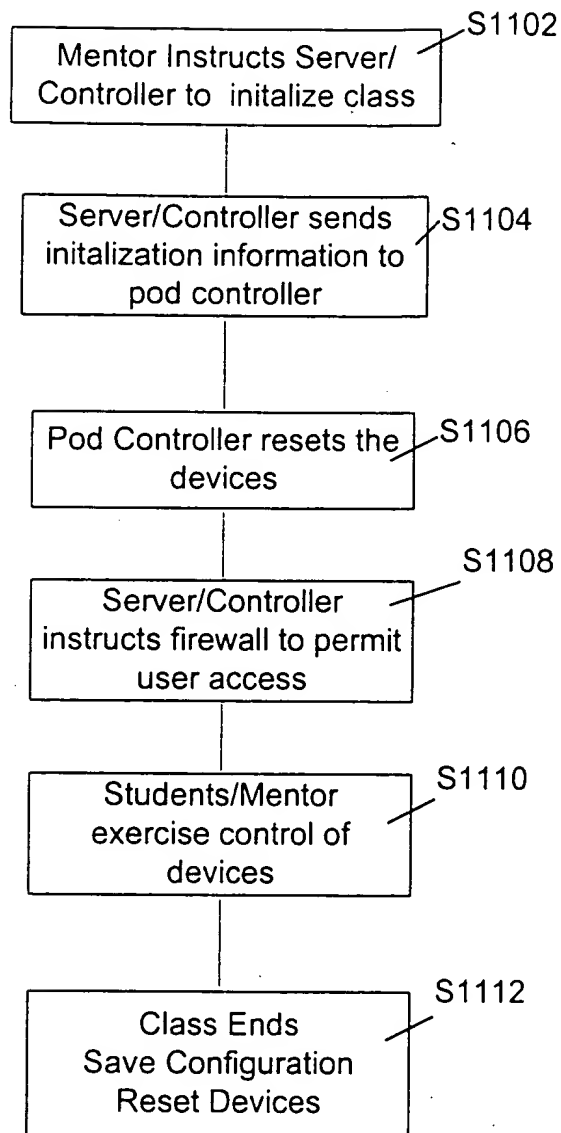 S1102
Mentor Instructs Server/
Controller to initalize class
Server/Controller sends
initalization information to
pod controller
S1104
Pod Controller resets the
devices
S1106
S1108
Server/Controller
instructs firewall to permit
user access
S1110
Students/Mentor
exercise control of
devices
S1112
Class Ends
Save Configuration
Reset Devices